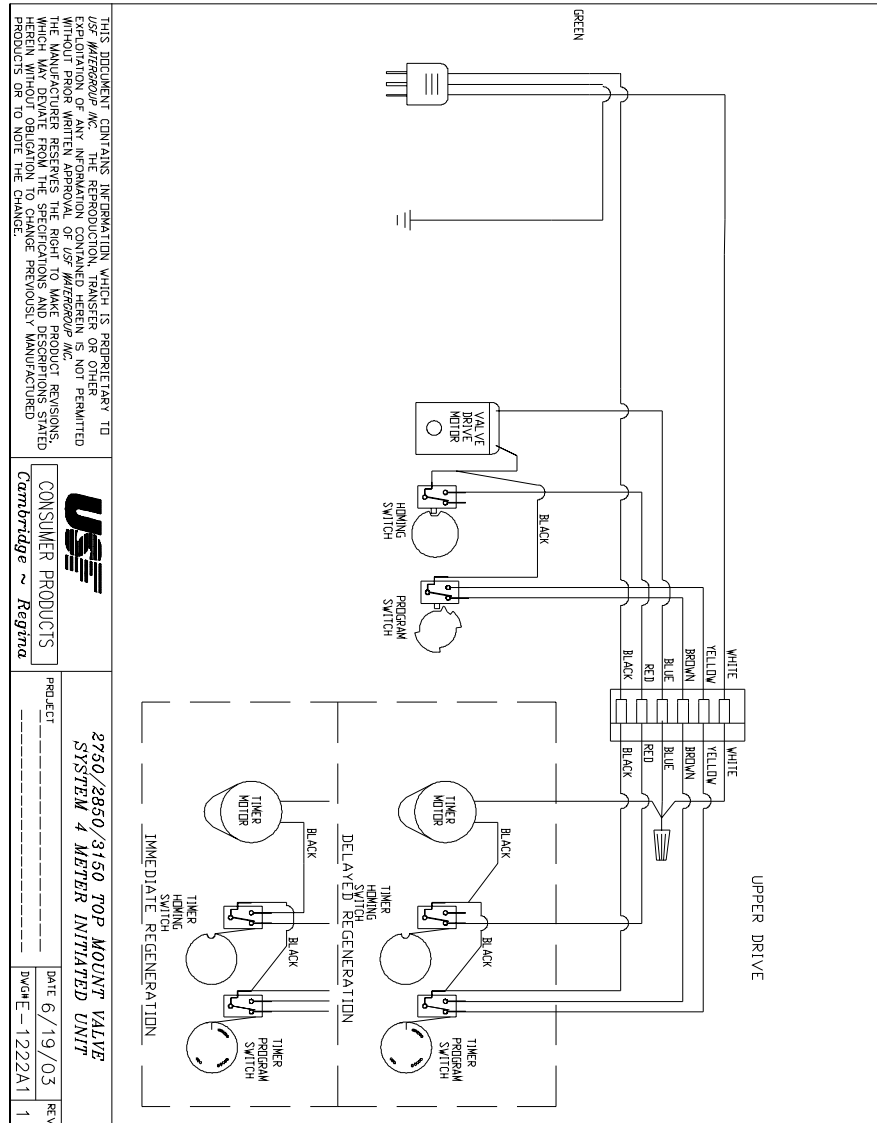 UPPER DRIVE
GREEN
WHITE
YELLOW
BROWN
BLUE
RED
BLACK
WHITE
YELLOW
BROWN
BLUE
RED
BLACK
VALVE
DRIVE
MOTOR
HOMING
SWITCH
BLACK
PROGRAM
SWITCH
TIMER
MOTOR
BLACK
TIMER
HOMING
SWITCH
BLACK
TIMER
PROGRAM
SWITCH
DELAYED REGENERATION
TIMER
MOTOR
BLACK
TIMER
HOMING
SWITCH
BLACK
TIMER
PROGRAM
SWITCH
IMMEDIATE REGENERATION
THIS DOCUMENT CONTAINS INFORMATION WHICH IS PROPRIETARY TO
USF WATERGROUP INC. THE REPRODUCTION, TRANSFER OR OTHER
EXPLOITATION OF ANY INFORMATION CONTAINED HEREIN IS NOT PERMITTED
WITHOUT PRIOR WRITTEN APPROVAL OF USF WATERGROUP INC.
THE MANUFACTURER RESERVES THE RIGHT TO MAKE PRODUCT REVISIONS,
WHICH MAY DEVIATE FROM THE SPECIFICATIONS AND DESCRIPTIONS STATED
HEREIN WITHOUT OBLIGATION TO CHANGE PREVIOUSLY MANUFACTURED
PRODUCTS OR TO NOTE THE CHANGE.
USF
CONSUMER PRODUCTS
Cambridge ~ Regina
2750/2850/3150 TOP MOUNT VALVE
SYSTEM 4 METER INITIATED UNIT
PROJECT
DATE 6/19/03
DWG# E-1222A1
REV 1